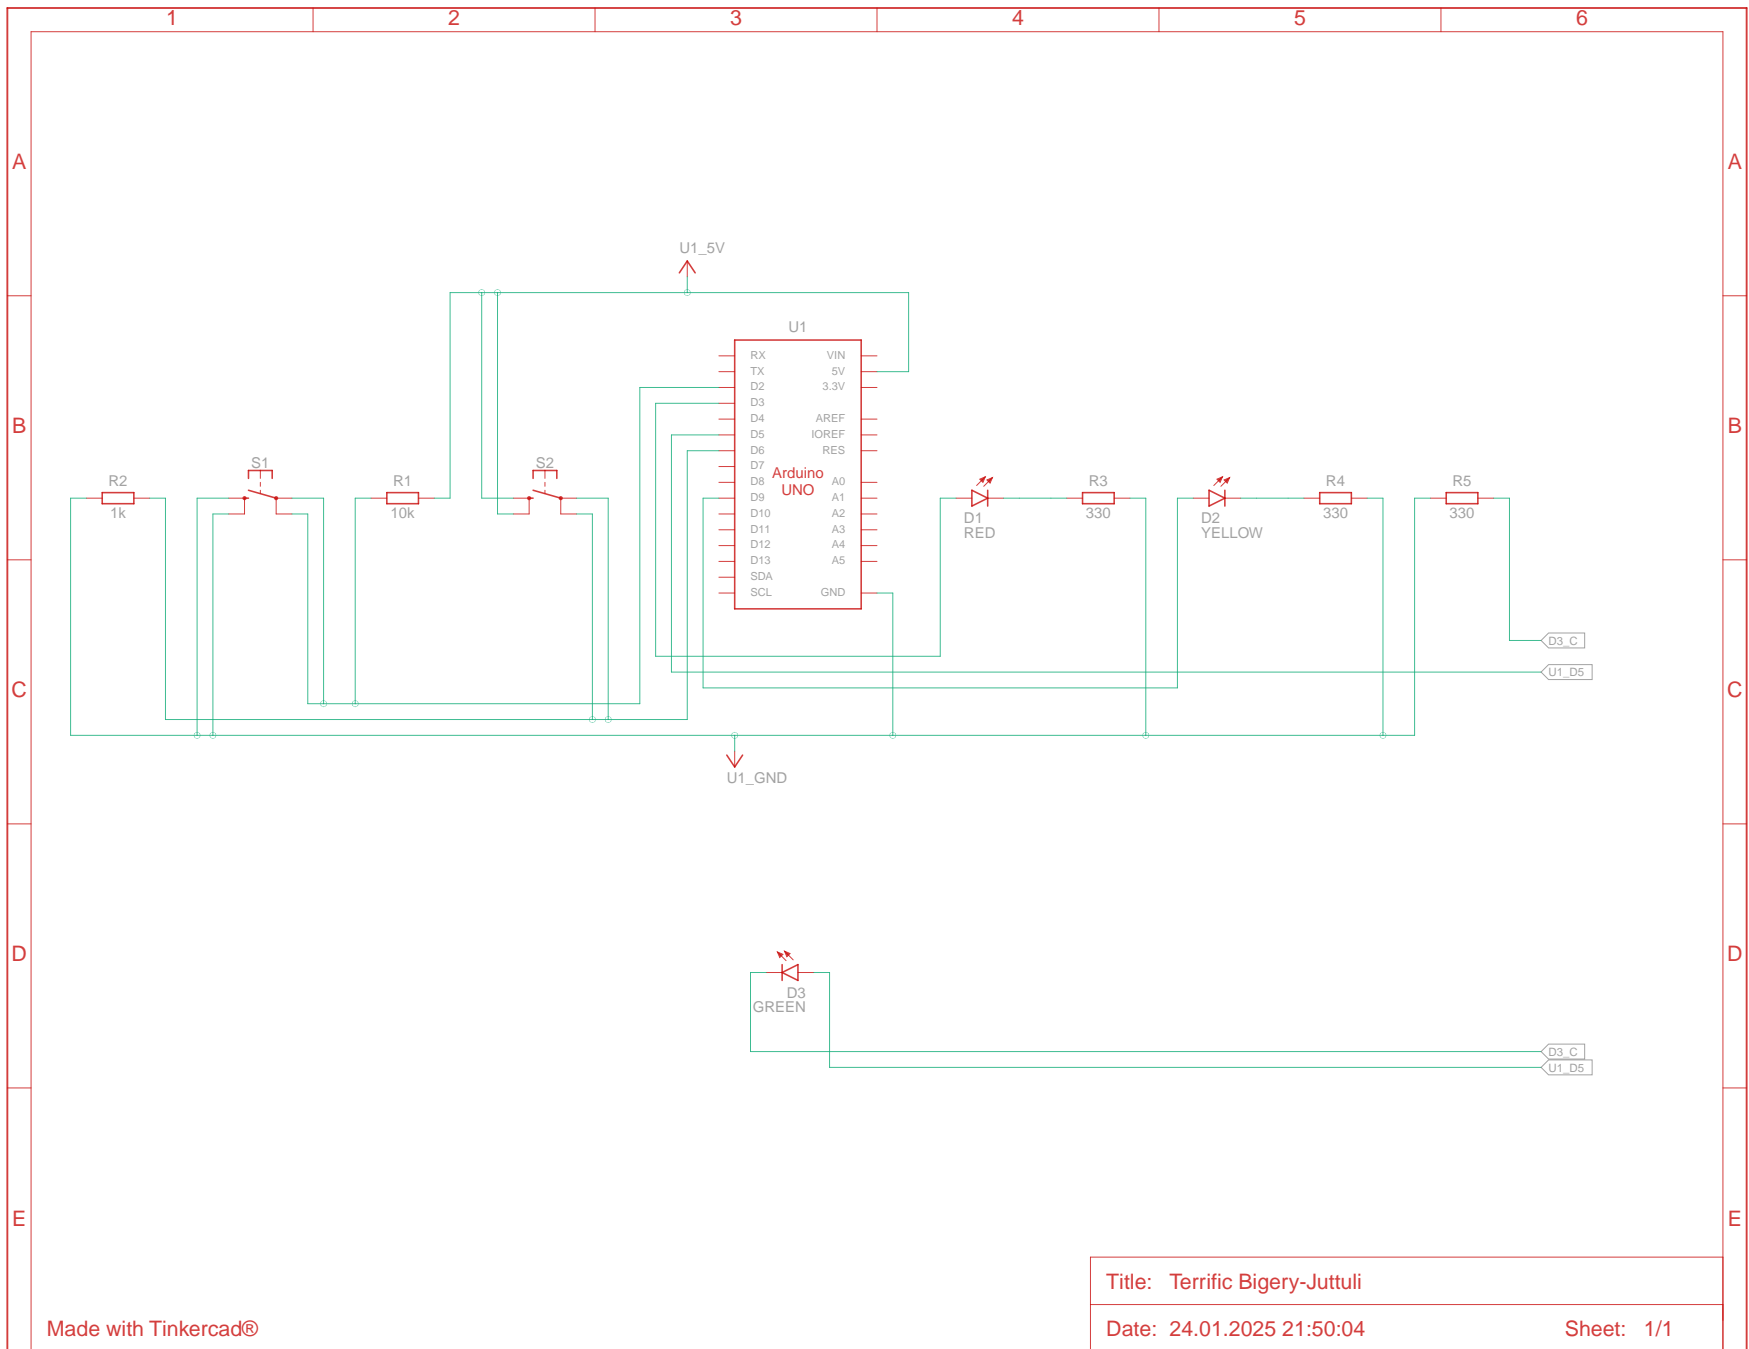 1 2 3 4 5 6
A A
U1_5V
U1
RX VIN
TX 5V
D2 3.3V
D3
D4 AREF
B B
D5 IOREF
D6 RES
S1 S2
D7
Arduino
UNO
R2 R1 D8 A0 R3 R4 R5
D9 A1
1k 10k D10 A2 D1 330 D2 330 330
D11 A3 RED YELLOW
D12 A4
D13 A5
SDA
SCL GND
D3_C
U1_D5
C C
U1_GND
D D
D3
GREEN
D3_C
U1_D5
E E
Title: Terrific Bigery-Juttuli
Made with Tinkercad® Date: 24.01.2025 21:50:04 Sheet: 1/1